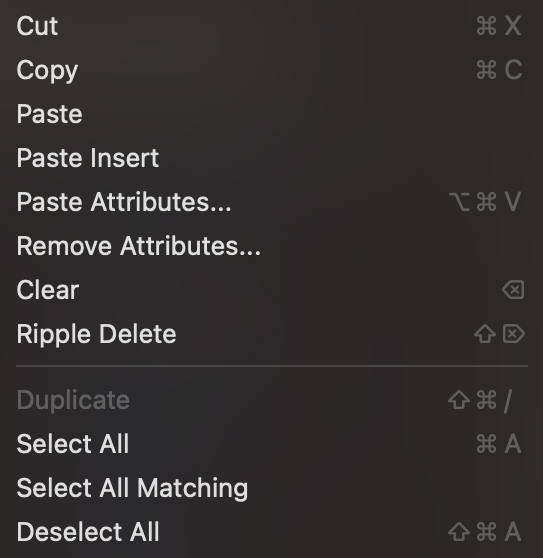 Cut ⌘ X
Copy ⌘ C
Paste
Paste Insert
Paste Attributes...
⌥ ⌘ V
Remove Attributes...
Clear ⌫
Ripple Delete ⇧ ⌦
Duplicate ⇧ ⌘ /
Select All ⌘ A
Select All Matching
Deselect All ⇧ ⌘ A